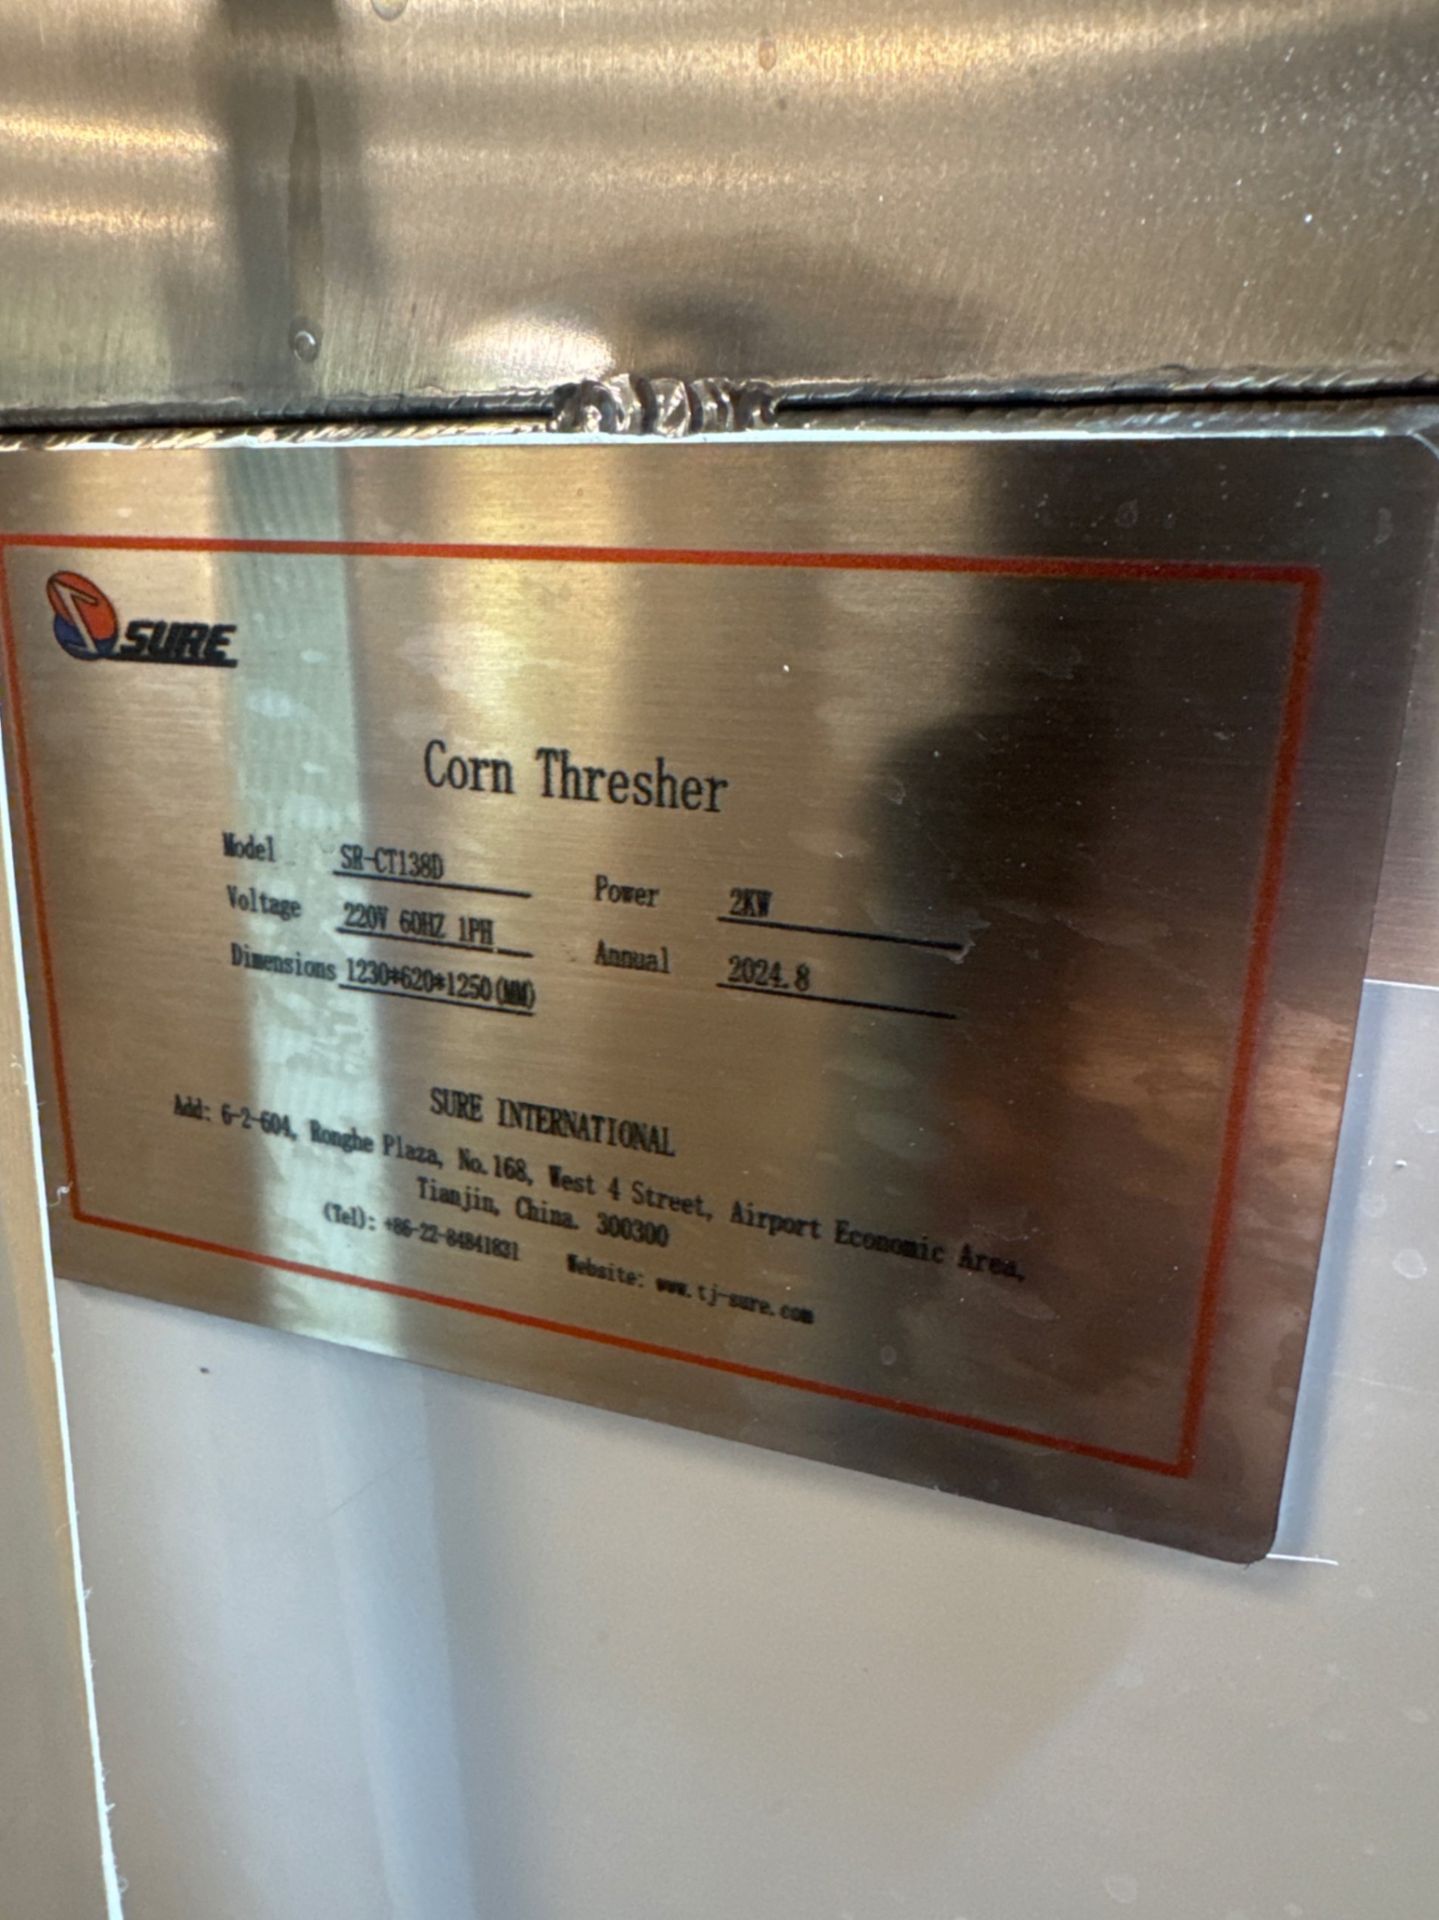 SURE
Corn Thresher
Model SR-CT138D Power 2KW
Voltage 220V 60HZ 1PH Annual 2024.8
Dimensions 1230*620*1250(MM)
SURE INTERNATIONAL
Add: 6-2-604, Ronghe Plaza, No.168, West 4 Street, Airport Economic Area,
Tianjin, China. 300300
(Tel): +86-22-84841831 Website: www.tj-sure.com